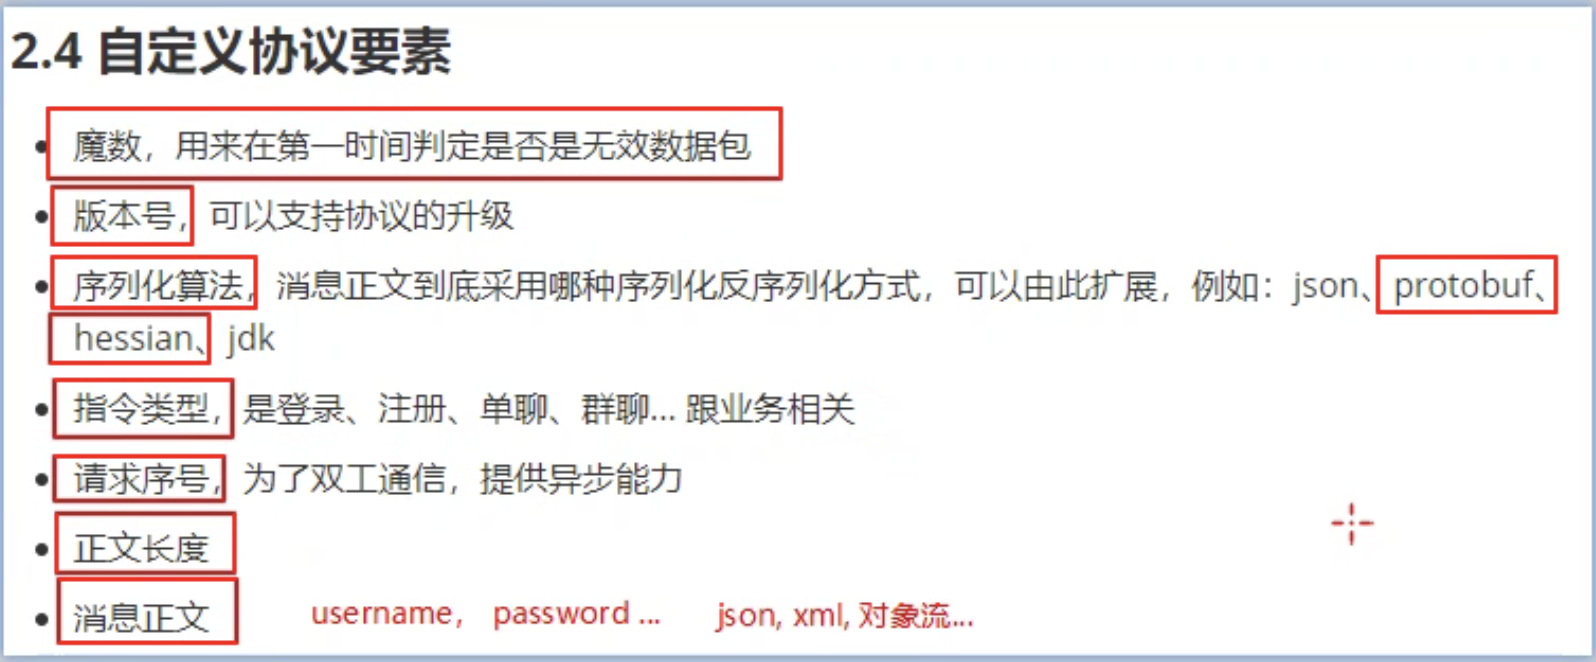 2.4 自定义协议要素
魔数，用来在第一时间判定是否是无效数据包
版本号，可以支持协议的升级
序列化算法，消息正文到底采用哪种序列化反序列化方式，可以由此扩展，例如：json、protobuf、
hessian、jdk
指令类型，是登录、注册、单聊、群聊... 跟业务相关
请求序号，为了双工通信，提供异步能力
正文长度
消息正文 username， password ... json, xml, 对象流...